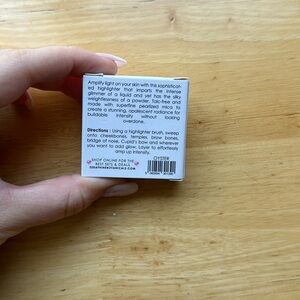 Amplify light on your skin with this sophisticat-
ed highlighter that imparts the intense
glimmer of a liquid and yet has the silky
weightlessness of a powder. Talc-free and
made with superfine pearlized mica to
create a stunning, opalescent radiance for
buildable intensity without looking
overdone.
Directions : Using a highlighter brush, sweep
onto cheekbones, temples, brow bones,
bridge of nose, Cupid's bow and wherever
you want to add glow. Layer to effortlessly
amp up intensity.
SHOP ONLINE FOR THE
BEST SETS & DEALS
OYSTER